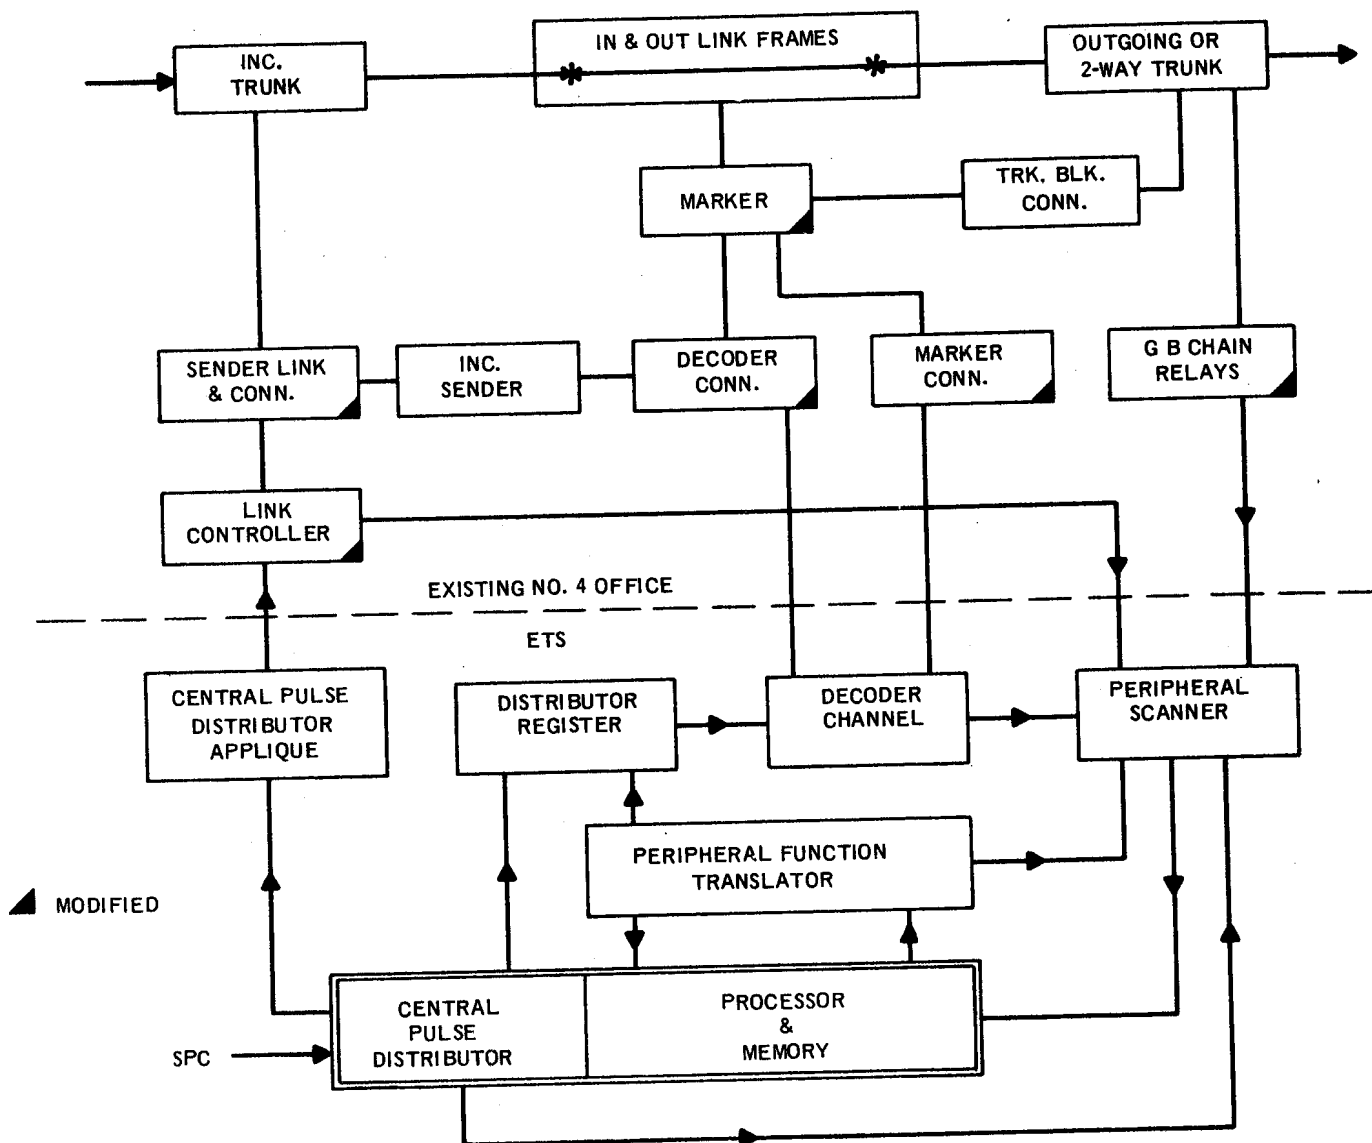 INC.
TRUNK
IN & OUT LINK FRAMES
OUTGOING OR
2-WAY TRUNK
MARKER
TRK. BLK.
CONN.
SENDER LINK
& CONN.
INC.
SENDER
DECODER
CONN.
MARKER
CONN.
G B CHAIN
RELAYS
LINK
CONTROLLER
EXISTING NO. 4 OFFICE
ETS
CENTRAL PULSE
DISTRIBUTOR
APPLIQUE
DISTRIBUTOR
REGISTER
DECODER
CHANNEL
PERIPHERAL
SCANNER
PERIPHERAL FUNCTION
TRANSLATOR
MODIFIED
CENTRAL
PULSE
DISTRIBUTOR
PROCESSOR
&
MEMORY
SPC